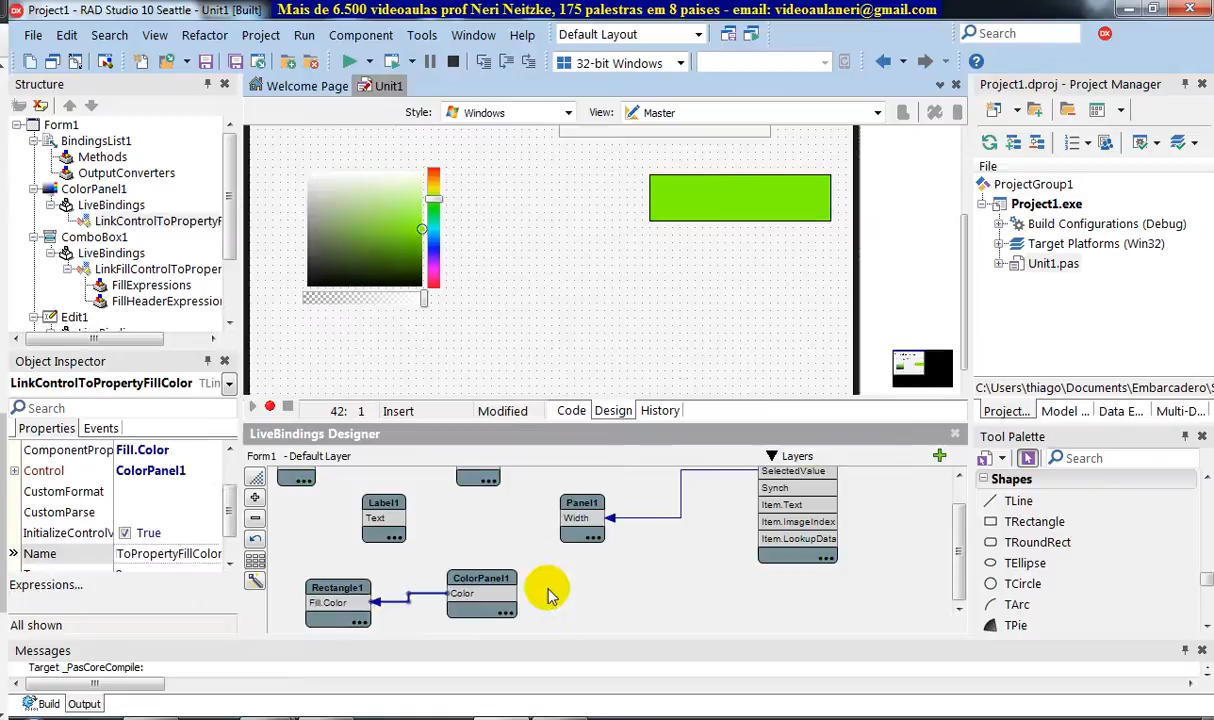 Project1 - RAD Studio 10 Seattle - Unit1 [Built]
Mais de 6.500 videoaulas prof Neri Neitzke, 175 palestras em 8 paises - email: videoaulaneri@gmail.com
File Edit Search View Refactor Project Run Component Tools Window Help
Default Layout
Search
32-bit Windows
Structure
Welcome Page
Unit1
Project1.dproj - Project Manager
Style: Windows
View: Master
Form1
BindingsList1
Methods
OutputConverters
ColorPanel1
LiveBindings
LinkControlToPropertyF
ComboBox1
LiveBindings
LinkFillControlToProper
FillExpressions
FillHeaderExpression
Edit1
File
ProjectGroup1
Project1.exe
Build Configurations (Debug)
Target Platforms (Win32)
Unit1.pas
Object Inspector
LinkControlToPropertyFillColor TLin
Search
Properties Events
ComponentProp Fill.Color
Control ColorPanel1
CustomFormat
CustomParse
InitializeControlV True
Name ToPropertyFillColor
Expressions...
All shown
42: 1 Insert Modified Code Design History
C:\Users\thiago\Documents\Embarcadero\S
Project... Model ... Data E... Multi-D...
LiveBindings Designer
Form1 - Default Layer
Layers
Label1
Text
Panel1
Width
SelectedValue
Synch
Item.Text
Item.ImageIndex
Item.LookupData
Rectangle1
Fill.Color
ColorPanel1
Color
Tool Palette
Search
Shapes
TLine
TRectangle
TRoundRect
TEllipse
TCircle
TArc
TPie
Messages
Target _PasCoreCompile:
Build Output